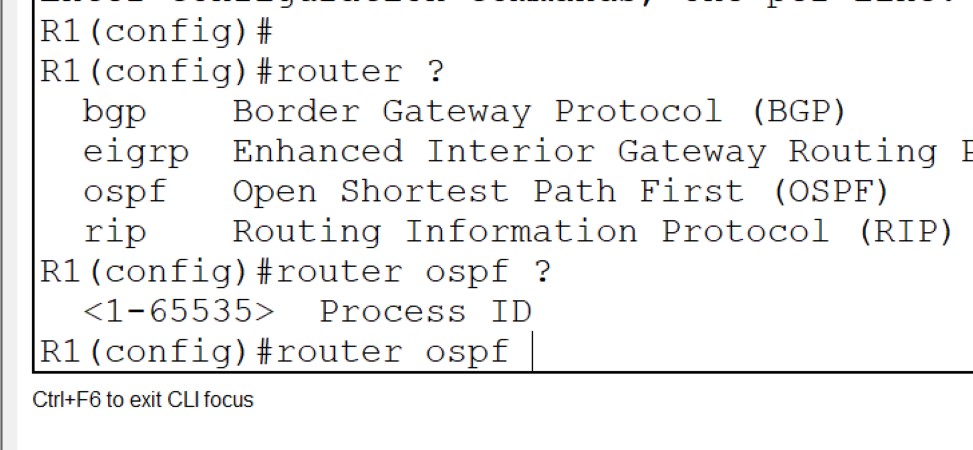 R1(config)#
R1(config)#router ?
  bgp    Border Gateway Protocol (BGP)
  eigrp  Enhanced Interior Gateway Routing
  ospf   Open Shortest Path First (OSPF)
  rip    Routing Information Protocol (RIP)
R1(config)#router ospf ?
  <1-65535>  Process ID
R1(config)#router ospf
Ctrl+F6 to exit CLI focus